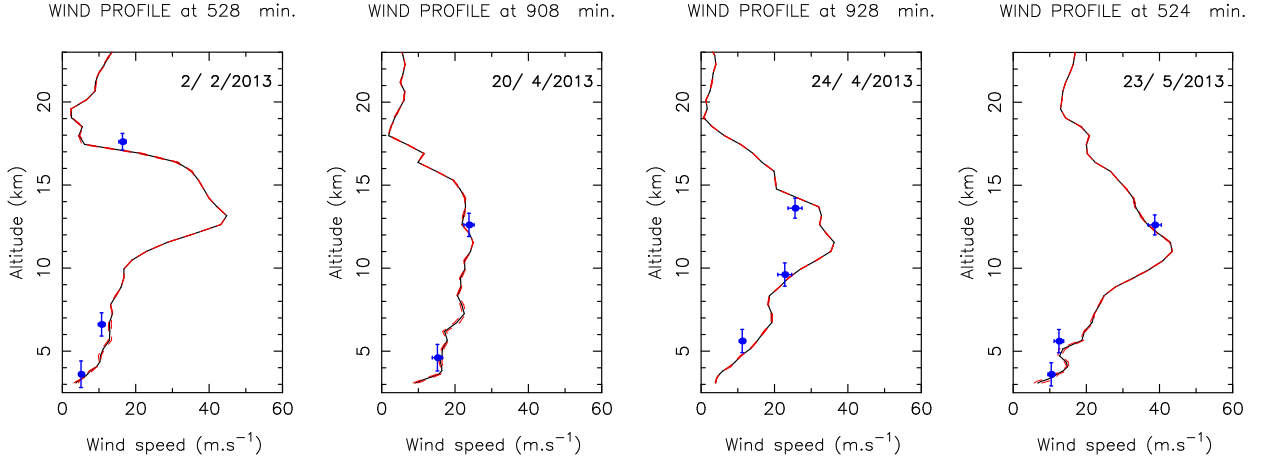 WIND PROFILE at 528 min.
2/ 2/2013
20
15
10
5
Altitude (km)
0 20 40 60
Wind speed (m.s⁻¹)
WIND PROFILE at 908 min.
20/ 4/2013
20
15
10
5
Altitude (km)
0 20 40 60
Wind speed (m.s⁻¹)
WIND PROFILE at 928 min.
24/ 4/2013
20
15
10
5
Altitude (km)
0 20 40 60
Wind speed (m.s⁻¹)
WIND PROFILE at 524 min.
23/ 5/2013
20
15
10
5
Altitude (km)
0 20 40 60
Wind speed (m.s⁻¹)